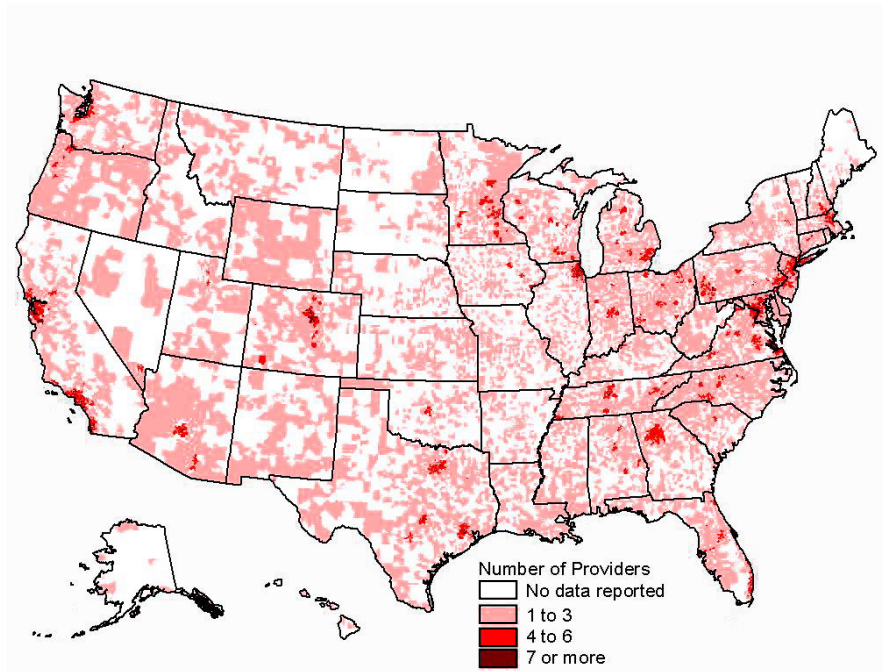 Number of Providers
No data reported
1 to 3
4 to 6
7 or more